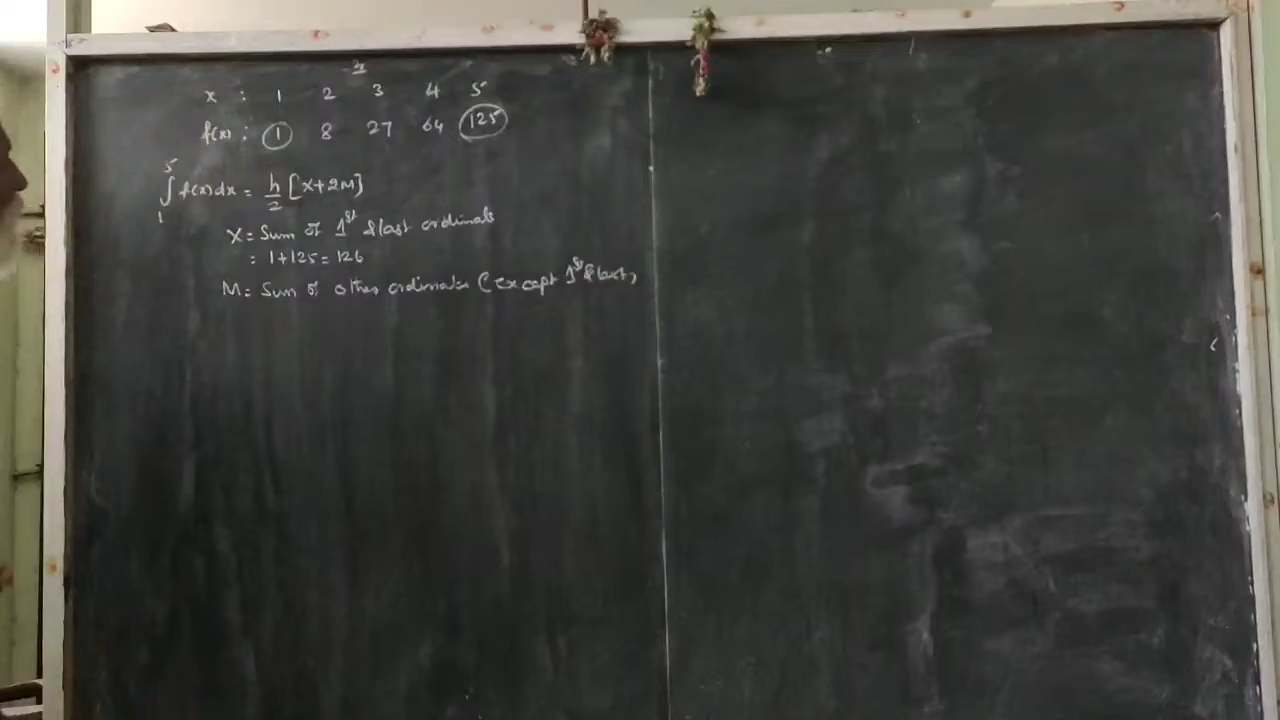 x : 1 2 3 4 5
f(x) : 1 8 27 64 125
∫₁⁵ f(x) dx = h/2 [X+2M]
X = Sum of 1st & last ordinate
= 1+125 = 126
M = Sum of other ordinates (except 1st & last)